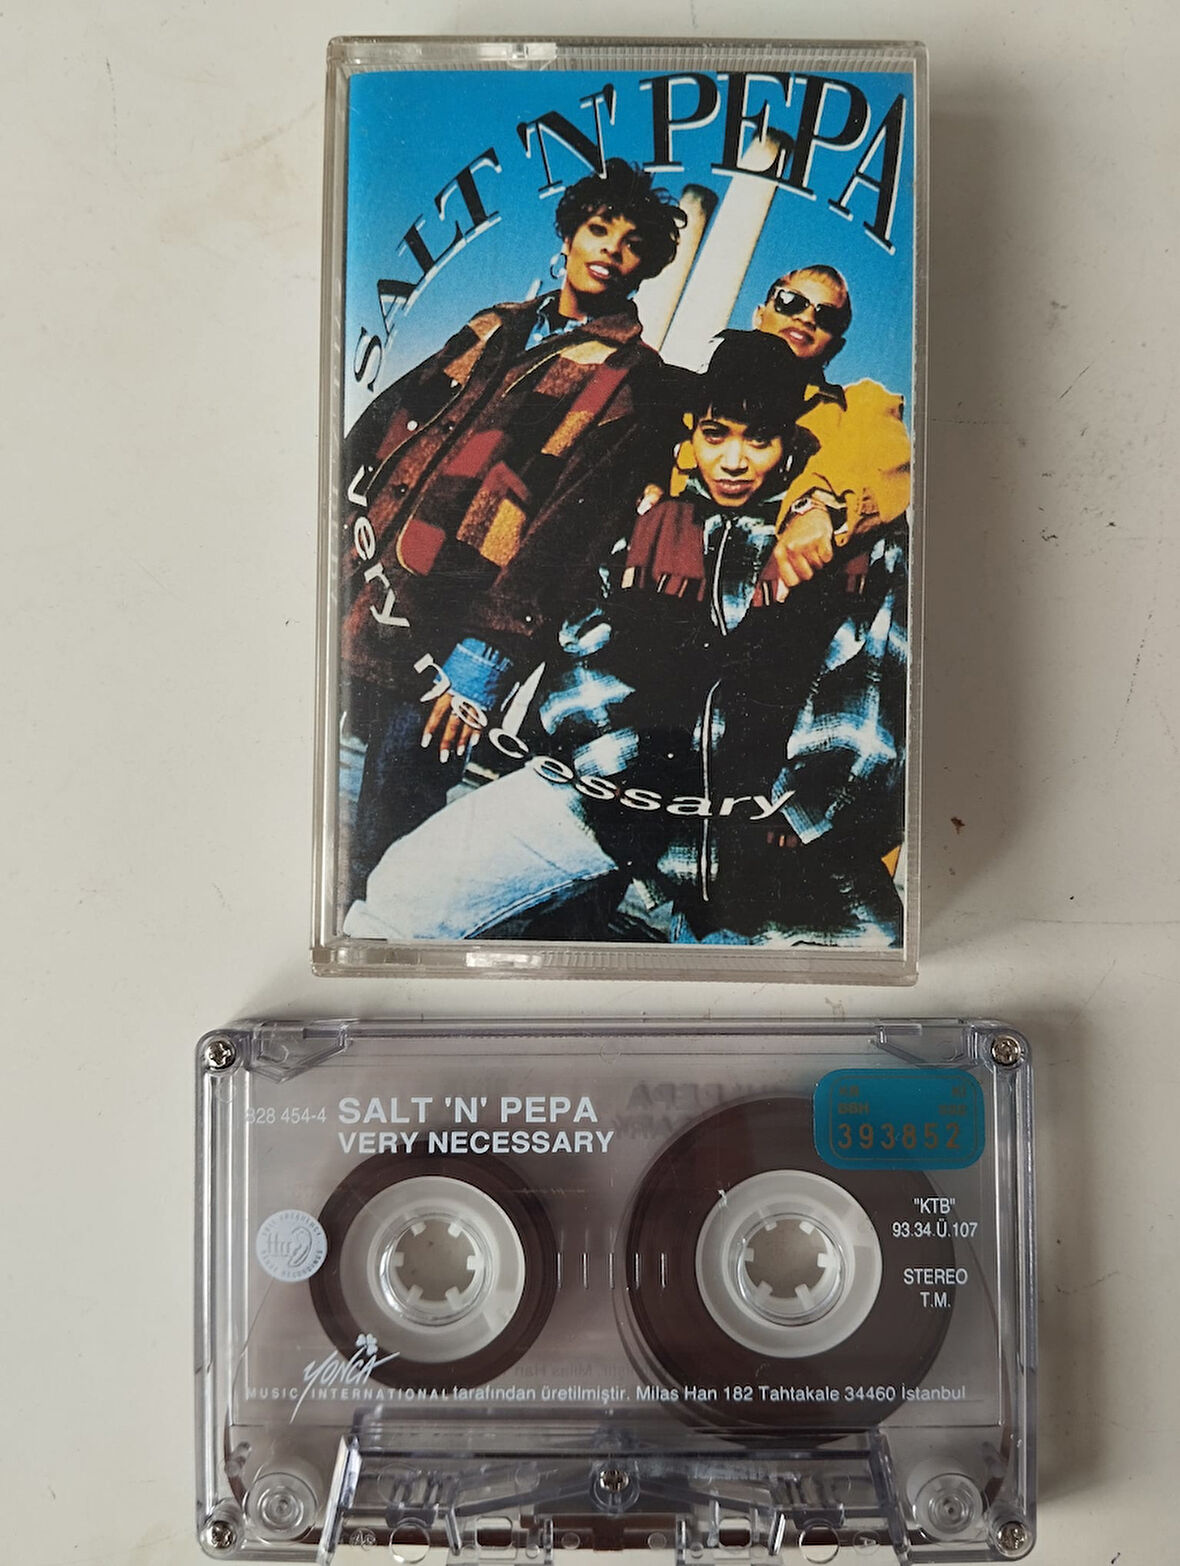 SALT 'N' PEPA
very necessary
828 454-4
SALT 'N' PEPA
VERY NECESSARY
393852
"KTB"
93.34.Ü.107
STEREO
T.M.
YONCA
MUSIC INTERNATIONAL tarafından üretilmiştir. Milas Han 182 Tahtakale 34460 İstanbul